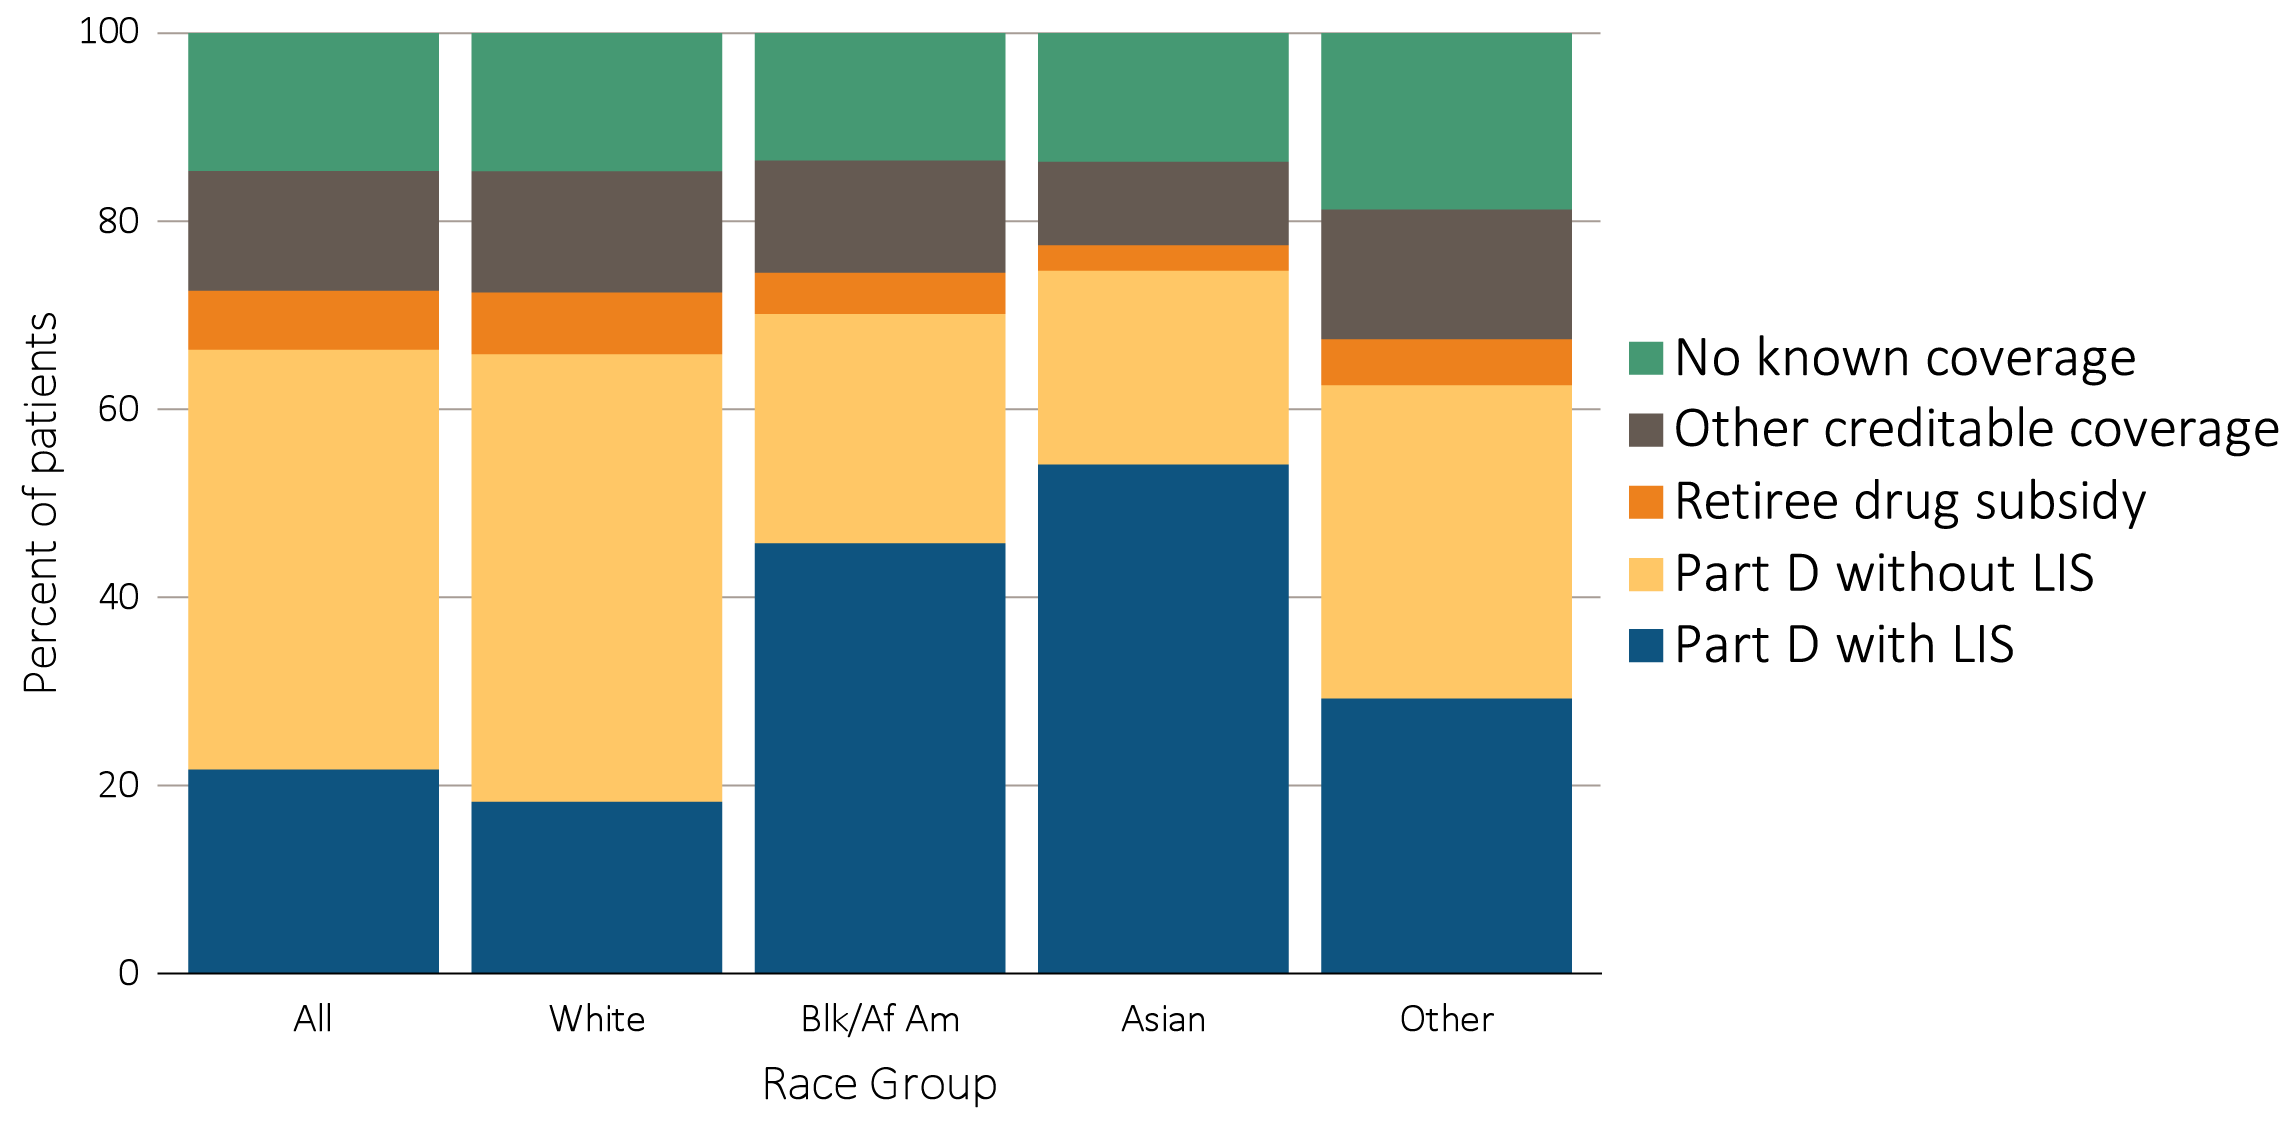 100
80
60
40
20
0
Percent of patients
All
White
Blk/Af Am
Asian
Other
Race Group
No known coverage
Other creditable coverage
Retiree drug subsidy
Part D without LIS
Part D with LIS